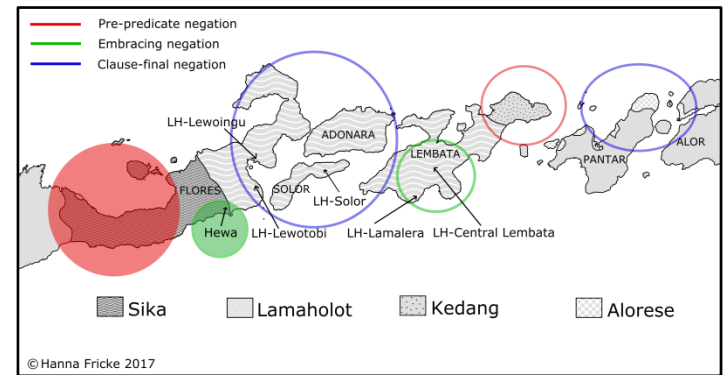 Pre-predicate negation
Embracing negation
Clause-final negation
LH-Lewoingu
ADONARA
LEMBATA
ALOR
PANTAR
FLORES
SOLOR
LH-Solor
Hewa
LH-Lewotobi
LH-Lamalera
LH-Central Lembata
Sika
Lamaholot
Kedang
Alorese
© Hanna Fricke 2017